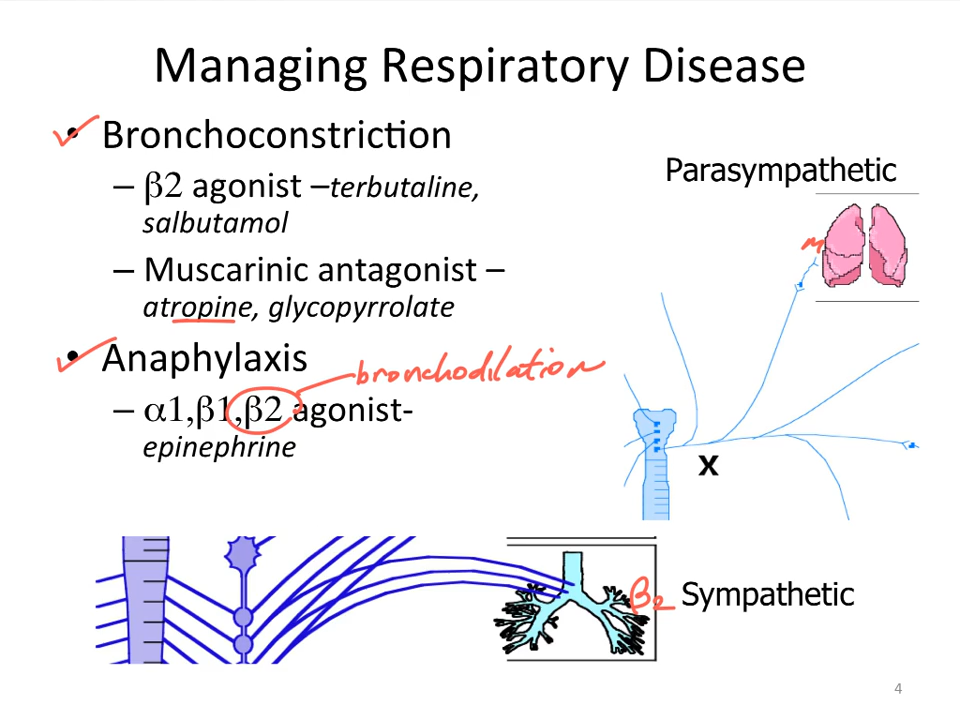 Managing Respiratory Disease
• Bronchoconstriction
– β2 agonist –terbutaline,
salbutamol
– Muscarinic antagonist –
atropine, glycopyrrolate
• Anaphylaxis
bronchodilation
– α1,β1,β2 agonist-
epinephrine
Parasympathetic
m
X
β2
Sympathetic
4